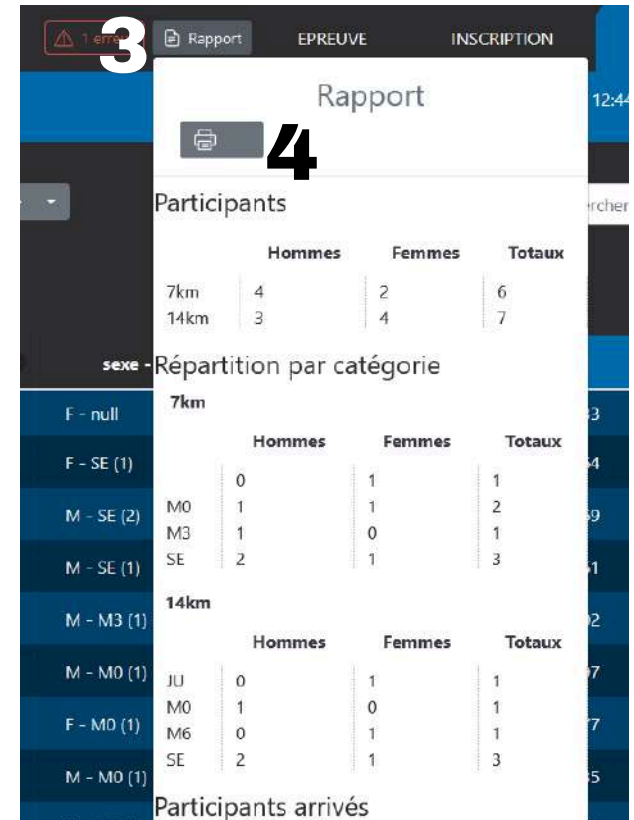 3
Rapport EPREUVE INSCRIPTION
Rapport
12:44
4
Participants
Hommes Femmes Totaux
7km 4 2 6
14km 3 4 7
sexe -
Répartition par catégorie
7km
Hommes Femmes Totaux
0 1 1
M0 1 1 2
M3 1 0 1
SE 2 1 3
14km
Hommes Femmes Totaux
JU 0 1 1
M0 1 0 1
M6 0 1 1
SE 2 1 3
Participants arrivés
F - null
F - SE (1)
M - SE (2)
M - SE (1)
M - M3 (1)
M - M0 (1)
F - M0 (1)
M - M0 (1)